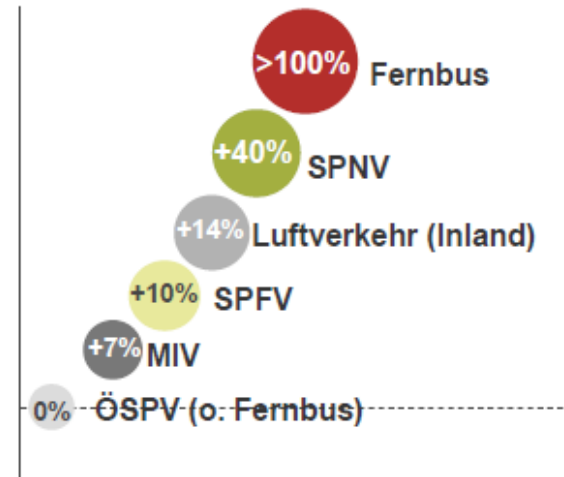 >100% Fernbus
+40% SPNV
+14% Luftverkehr (Inland)
+10% SPFV
+7% MIV
0% ÖSPV (o. Fernbus)